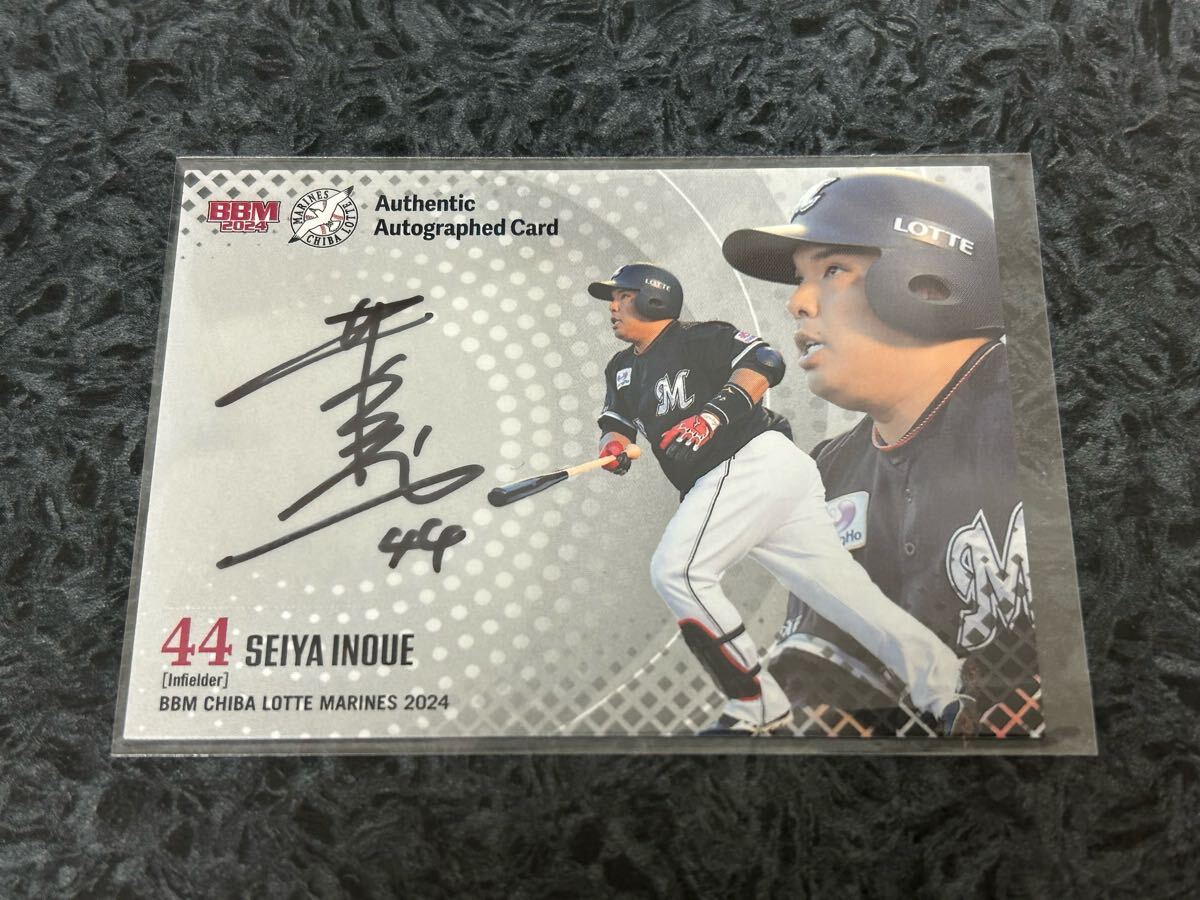 BBM
2024
MARINES
CHIBA LOTTE
Authentic
Autographed Card
LOTTE
LOTTE
M
M
44
44 SEIYA INOUE
[Infielder]
BBM CHIBA LOTTE MARINES 2024